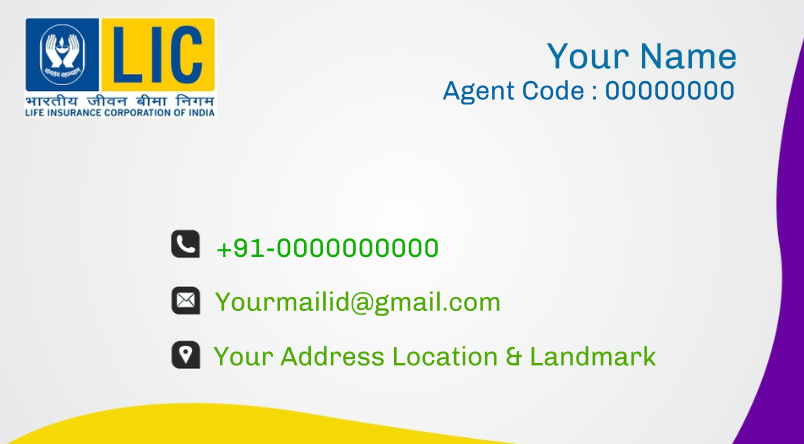 LIC
भारतीय जीवन बीमा निगम
LIFE INSURANCE CORPORATION OF INDIA
Your Name
Agent Code : 00000000
+91-0000000000
Yourmailid@gmail.com
Your Address Location & Landmark